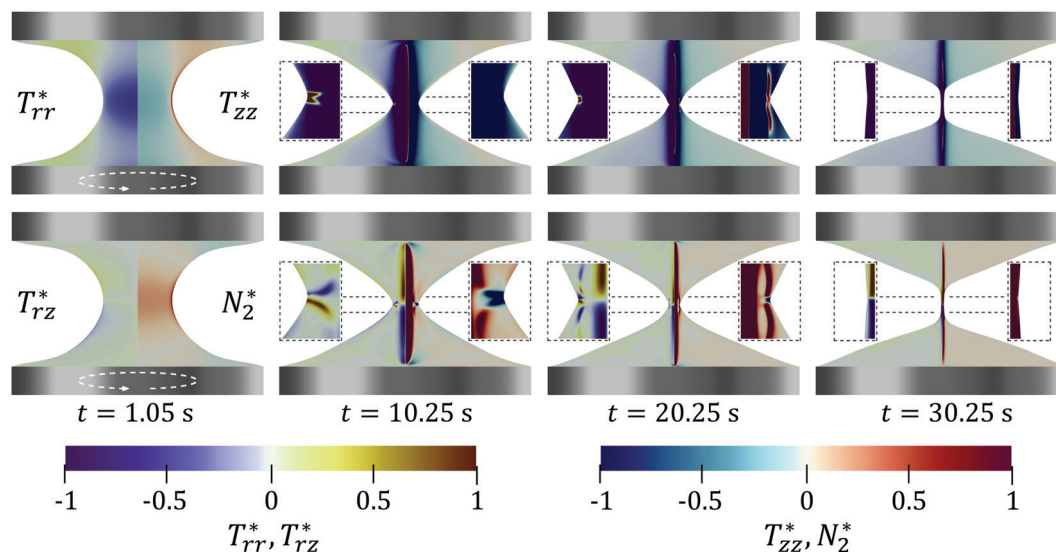 T*rr T*zz
T*rz N*2
t = 1.05 s t = 10.25 s t = 20.25 s t = 30.25 s
-1 -0.5 0 0.5 1 -1 -0.5 0 0.5 1
T*rr, T*rz T*zz, N*2